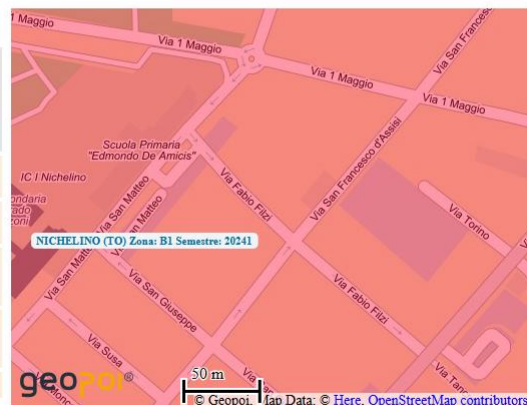 1 Maggio
Via 1 Maggio
Via San Francesco
Via 1 Maggio
Via 1 Maggio
Scuola Primaria
"Edmondo De Amicis"
IC I Nichelino
Via San Matteo
Via San Matteo
Via Fabio Filzi
Via San Francesco d'Assisi
Via Torino
NICHELINO (TO) Zona: B1 Semestre: 20241
Via San Matteo
Via San Giuseppe
Via Fabio Filzi
Via Susa
geopoi®
50 m
© Geopoi, Map Data: © Here, OpenStreetMap contributors